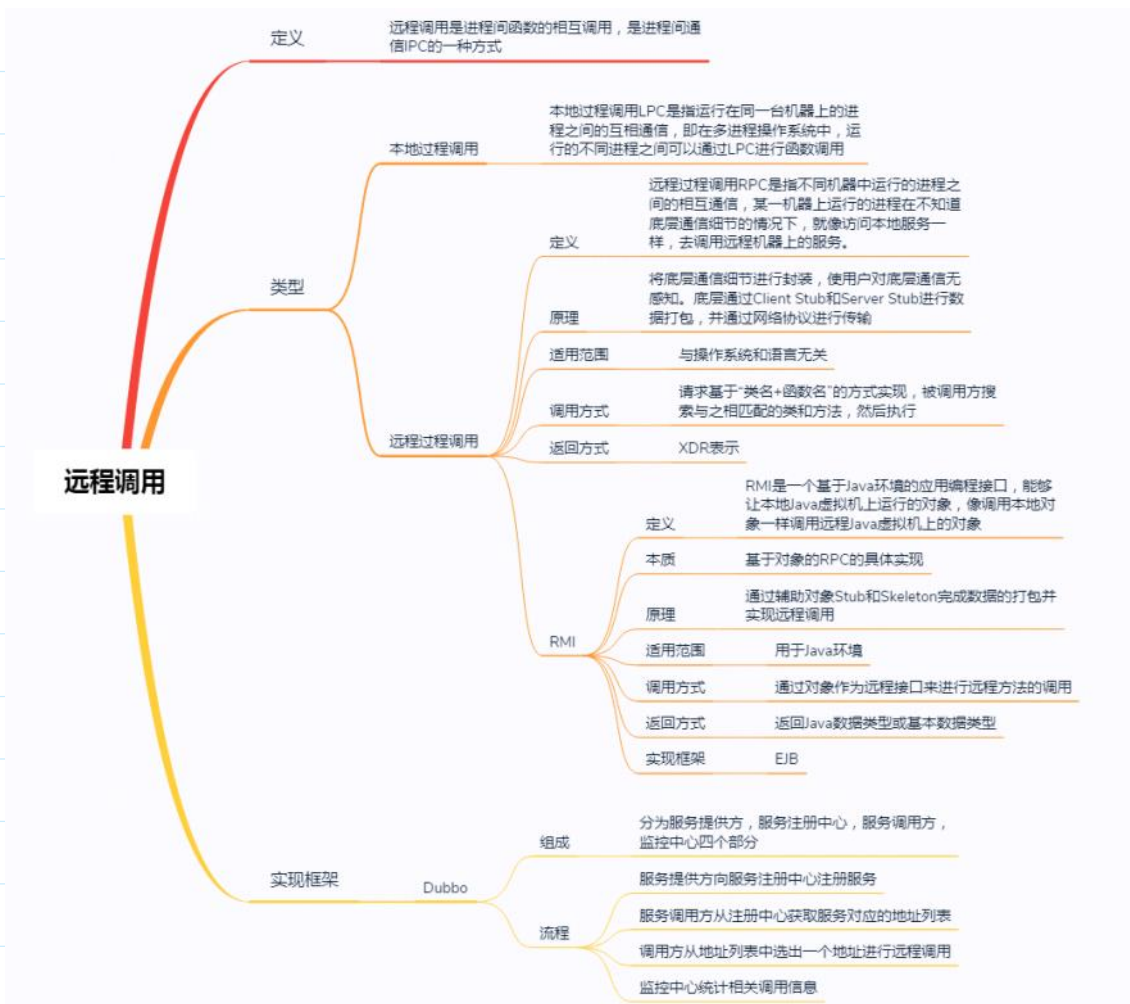 定义
远程调用是进程间函数的相互调用，是进程间通
信IPC的一种方式
本地过程调用LPC是指运行在同一台机器上的进
程之间的互相通信，即在多进程操作系统中，运
行的不同进程之间可以通过LPC进行函数调用
本地过程调用
远程过程调用RPC是指不同机器中运行的进程之
间的相互通信，某一机器上运行的进程在不知道
底层通信细节的情况下，就像访问本地服务一
样，去调用远程机器上的服务。
定义
类型
将底层通信细节进行封装，使用户对底层通信无
感知。底层通过Client Stub和Server Stub进行数
据打包，并通过网络协议进行传输
原理
适用范围
与操作系统和语言无关
请求基于“类名+函数名”的方式实现，被调用方搜
索与之相匹配的类和方法，然后执行
调用方式
远程过程调用
返回方式
XDR表示
远程调用
RMI是一个基于Java环境的应用编程接口，能够
让本地Java虚拟机上运行的对象，像调用本地对
象一样调用远程Java虚拟机上的对象
定义
本质
基于对象的RPC的具体实现
通过辅助对象Stub和Skeleton完成数据的打包并
实现远程调用
原理
RMI
适用范围
用于Java环境
调用方式
通过对象作为远程接口来进行远程方法的调用
返回方式
返回Java数据类型或基本数据类型
实现框架
EJB
分为服务提供方，服务注册中心，服务调用方，
监控中心四个部分
组成
实现框架
Dubbo
服务提供方向服务注册中心注册服务
服务调用方从注册中心获取服务对应的地址列表
流程
调用方从地址列表中选出一个地址进行远程调用
监控中心统计相关调用信息